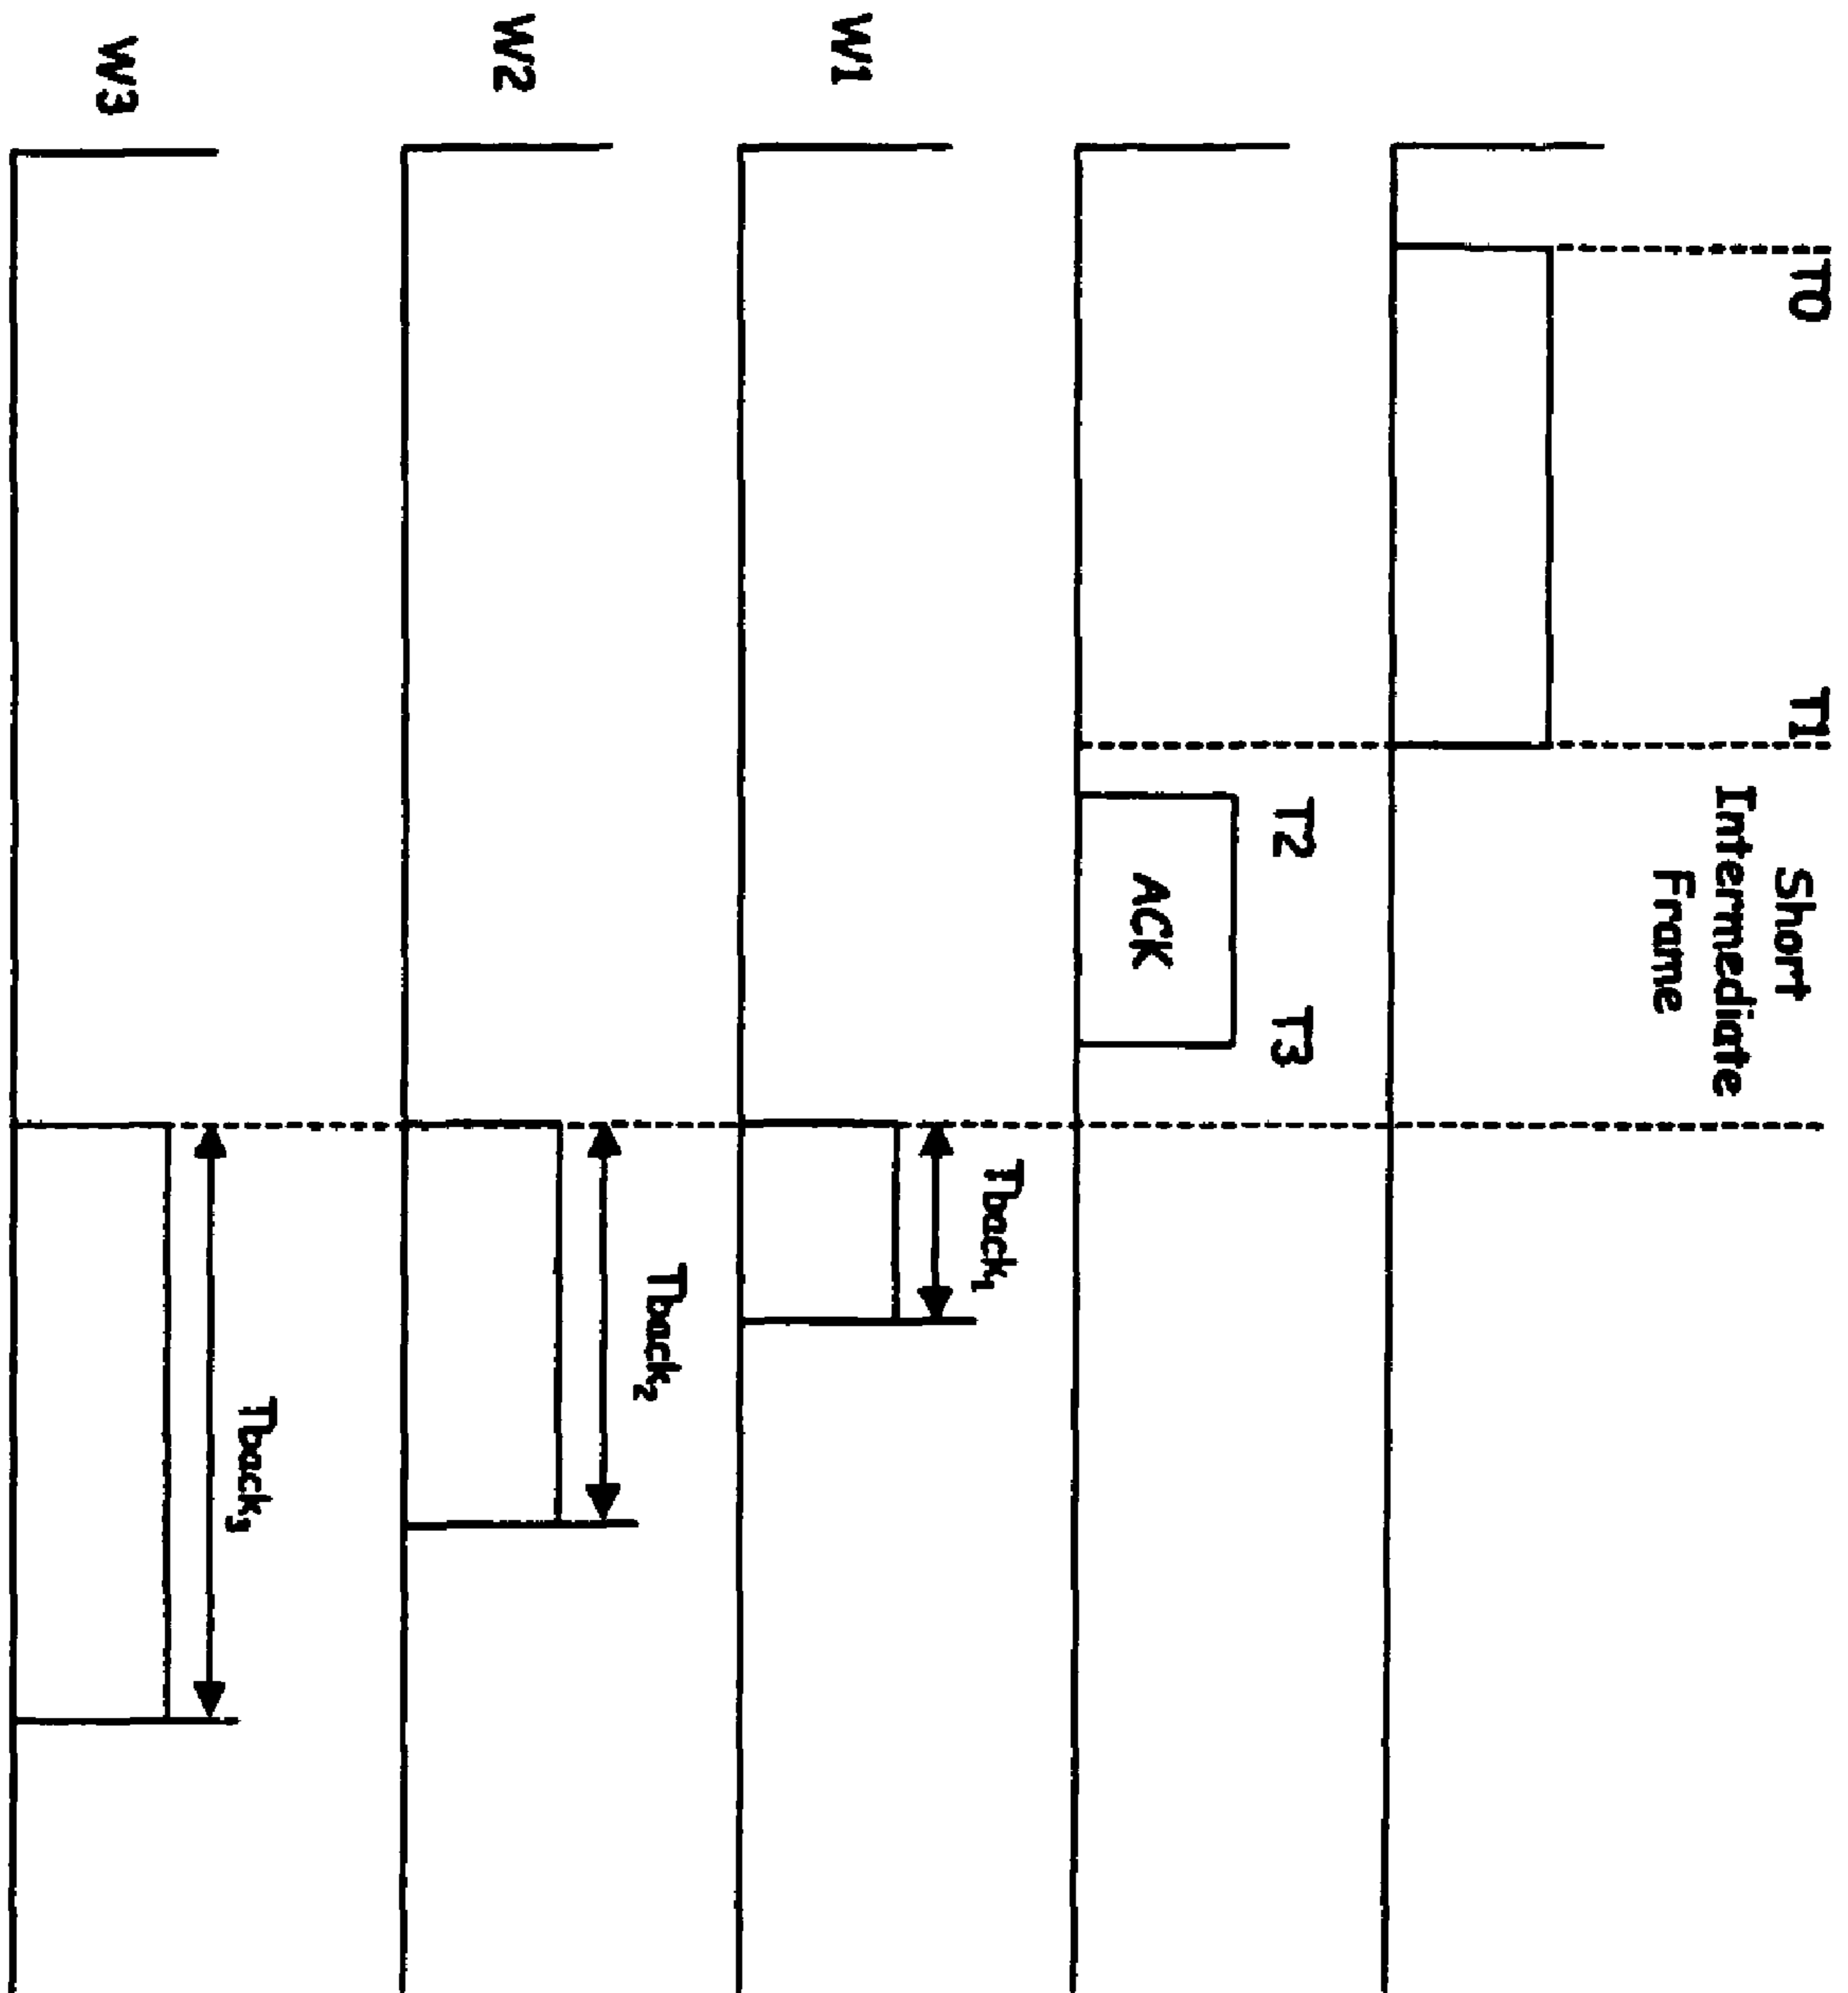 T0
T1
Short
Intermediate
Frame
T2
T3
ACK
W1
Tback₁
W2
Tback₂
W3
Tback₃